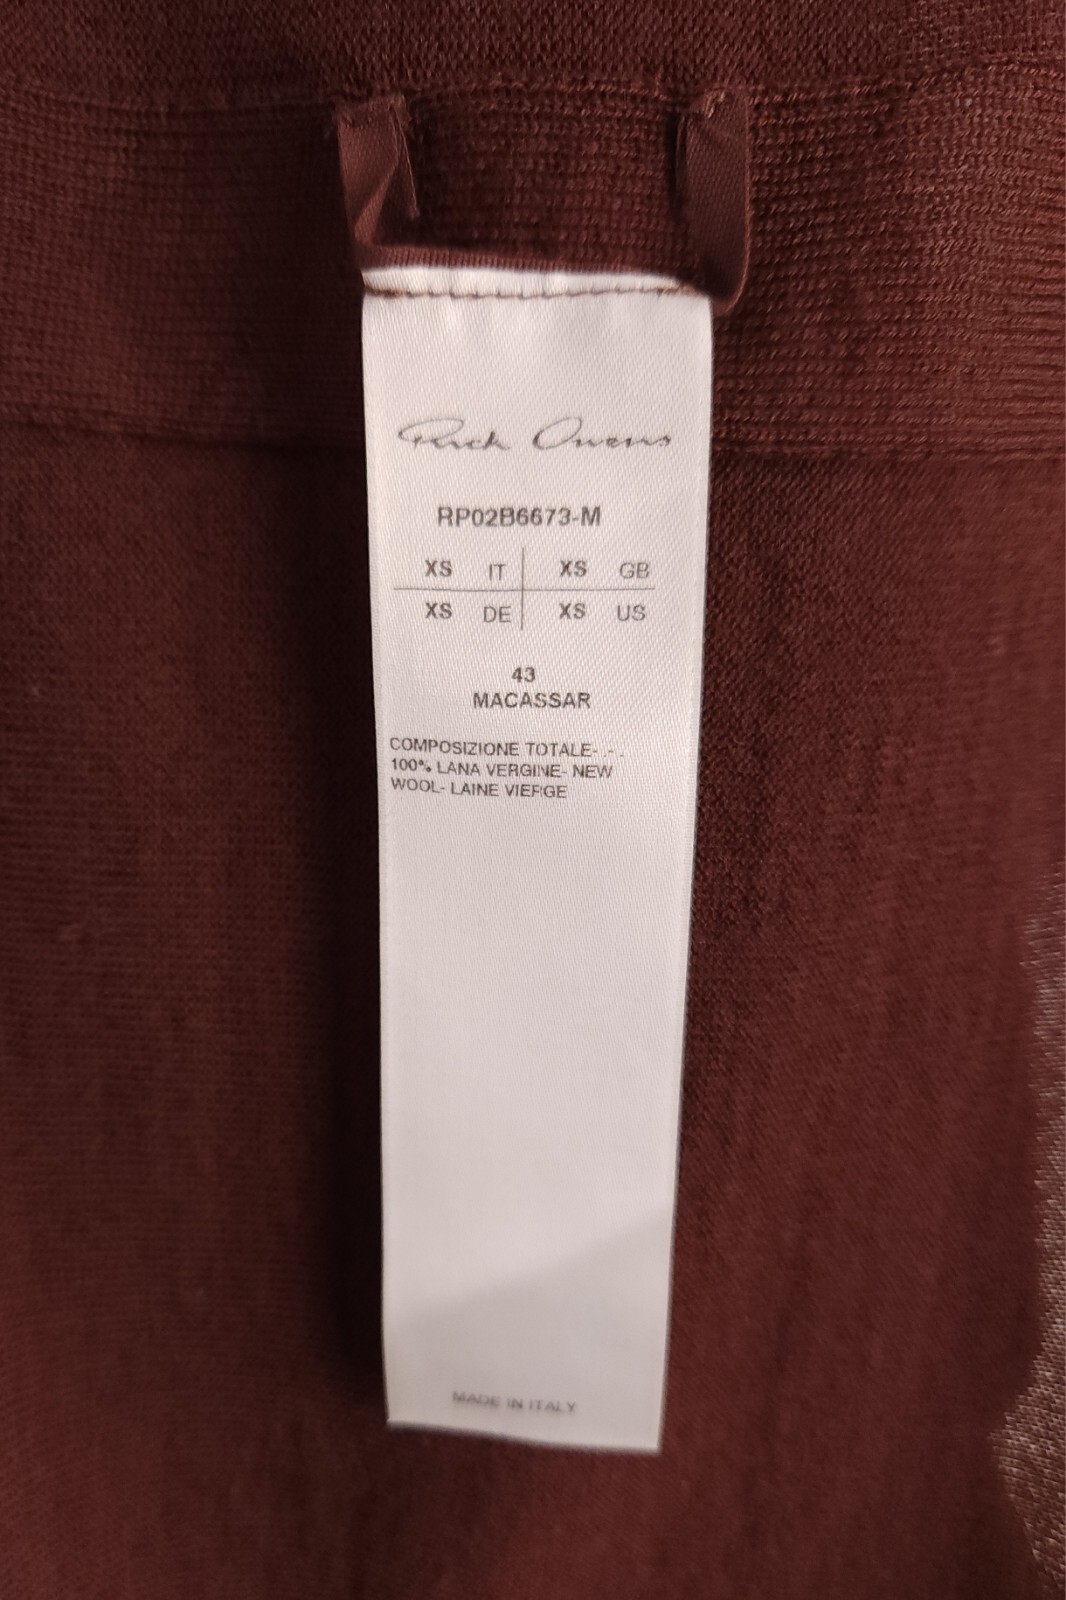 Rick Owens
RP02B6673-M
XS IT XS GB
XS DE XS US
43
MACASSAR
COMPOSIZIONE TOTALE- .- .
100% LANA VERGINE- NEW
WOOL- LAINE VIERGE
MADE IN ITALY